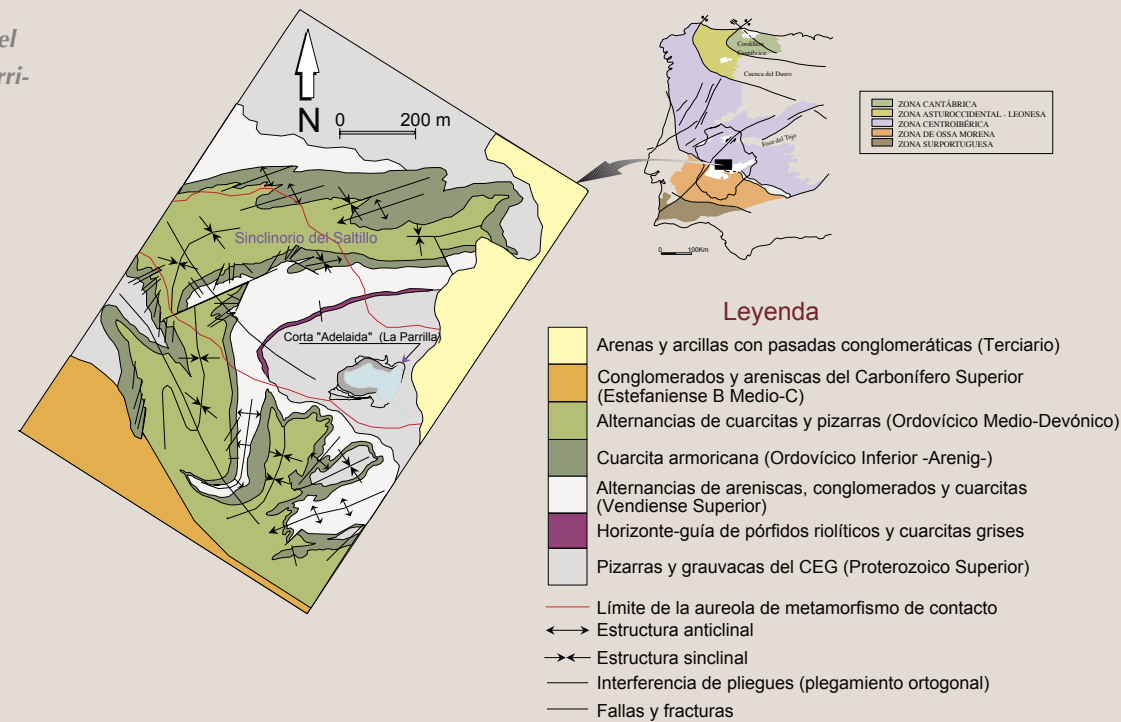 el
rri-
N
0 200 m
Sinclinorio del Saltillo
Corta "Adelaida" (La Parrilla)
Cordillera
Cantábrica
Cuenca del Duero
Fosa del Tajo
0 100Km
ZONA CANTÁBRICA
ZONA ASTUROCCIDENTAL - LEONESA
ZONA CENTROIBÉRICA
ZONA DE OSSA MORENA
ZONA SURPORTUGUESA
Leyenda
Arenas y arcillas con pasadas conglomeráticas (Terciario)
Conglomerados y areniscas del Carbonífero Superior
(Estefaniense B Medio-C)
Alternancias de cuarcitas y pizarras (Ordovícico Medio-Devónico)
Cuarcita armoricana (Ordovícico Inferior -Arenig-)
Alternancias de areniscas, conglomerados y cuarcitas
(Vendiense Superior)
Horizonte-guía de pórfidos riolíticos y cuarcitas grises
Pizarras y grauvacas del CEG (Proterozoico Superior)
Límite de la aureola de metamorfismo de contacto
Estructura anticlinal
Estructura sinclinal
Interferencia de pliegues (plegamiento ortogonal)
Fallas y fracturas